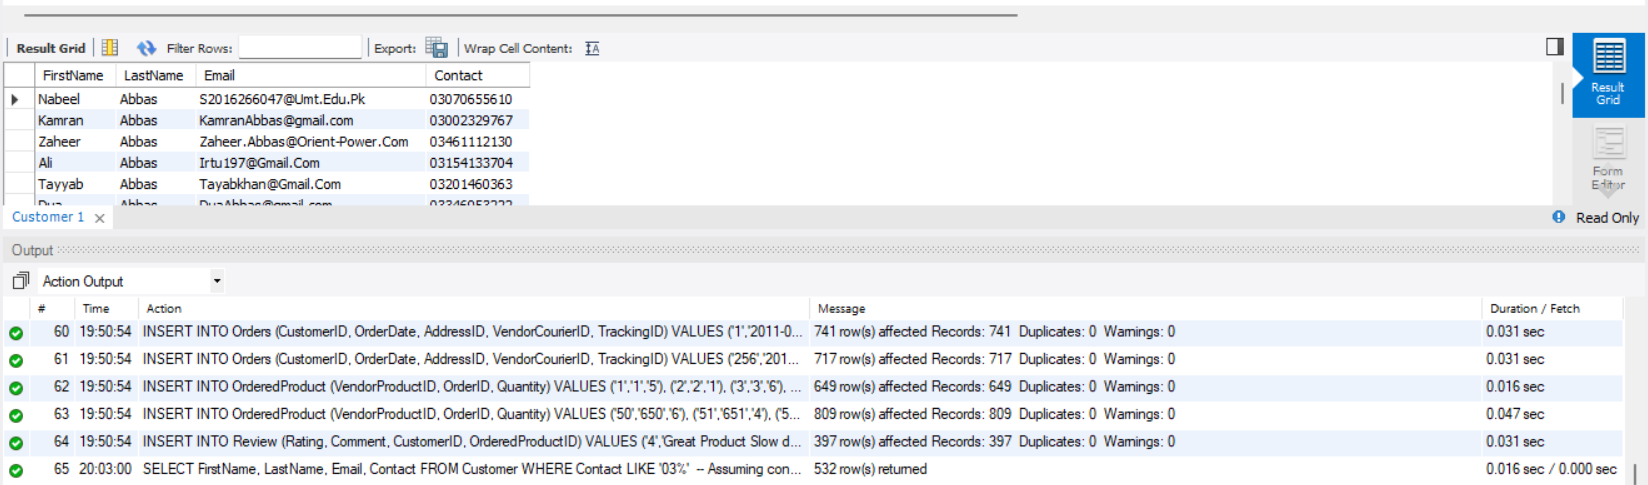 Result Grid Filter Rows: Export: Wrap Cell Content:
FirstName LastName Email Contact
Nabeel Abbas S2016266047@Umt.Edu.Pk 03070655610
Kamran Abbas KamranAbbas@gmail.com 03002329767
Zaheer Abbas Zaheer.Abbas@Orient-Power.Com 03461112130
Ali Abbas Irtu197@Gmail.Com 03154133704
Tayyab Abbas Tayabkhan@Gmail.Com 03201460363
Dua Abbas DuaAbbas@gmail.com
Result
Grid
Form
Editor
Customer 1
Read Only
Output
Action Output
# Time Action Message Duration / Fetch
60 19:50:54 INSERT INTO Orders (CustomerID, OrderDate, AddressID, VendorCourierID, TrackingID) VALUES ('1','2011-0... 741 row(s) affected Records: 741 Duplicates: 0 Warnings: 0 0.031 sec
61 19:50:54 INSERT INTO Orders (CustomerID, OrderDate, AddressID, VendorCourierID, TrackingID) VALUES ('256','201... 717 row(s) affected Records: 717 Duplicates: 0 Warnings: 0 0.031 sec
62 19:50:54 INSERT INTO OrderedProduct (VendorProductID, OrderID, Quantity) VALUES ('1','1','5'), ('2','2','1'), ('3','3','6'), ... 649 row(s) affected Records: 649 Duplicates: 0 Warnings: 0 0.016 sec
63 19:50:54 INSERT INTO OrderedProduct (VendorProductID, OrderID, Quantity) VALUES ('50','650','6'), ('51','651','4'), ('5... 809 row(s) affected Records: 809 Duplicates: 0 Warnings: 0 0.047 sec
64 19:50:54 INSERT INTO Review (Rating, Comment, CustomerID, OrderedProductID) VALUES ('4','Great Product Slow d... 397 row(s) affected Records: 397 Duplicates: 0 Warnings: 0 0.031 sec
65 20:03:00 SELECT FirstName, LastName, Email, Contact FROM Customer WHERE Contact LIKE '03%' -- Assuming con... 532 row(s) returned 0.016 sec / 0.000 sec